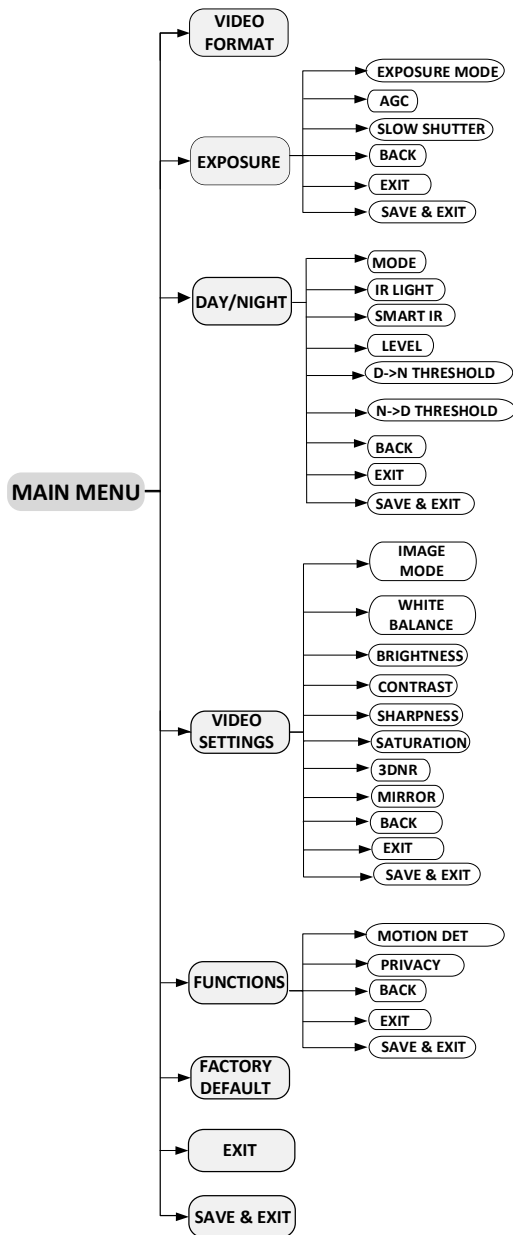 VIDEO
FORMAT
EXPOSURE MODE
AGC
SLOW SHUTTER
EXPOSURE
BACK
EXIT
SAVE & EXIT
MODE
IR LIGHT
DAY/NIGHT
SMART IR
LEVEL
D->N THRESHOLD
N->D THRESHOLD
BACK
EXIT
MAIN MENU
SAVE & EXIT
IMAGE
MODE
WHITE
BALANCE
BRIGHTNESS
CONTRAST
SHARPNESS
VIDEO
SETTINGS
SATURATION
3DNR
MIRROR
BACK
EXIT
SAVE & EXIT
MOTION DET
PRIVACY
FUNCTIONS
BACK
EXIT
SAVE & EXIT
FACTORY
DEFAULT
EXIT
SAVE & EXIT